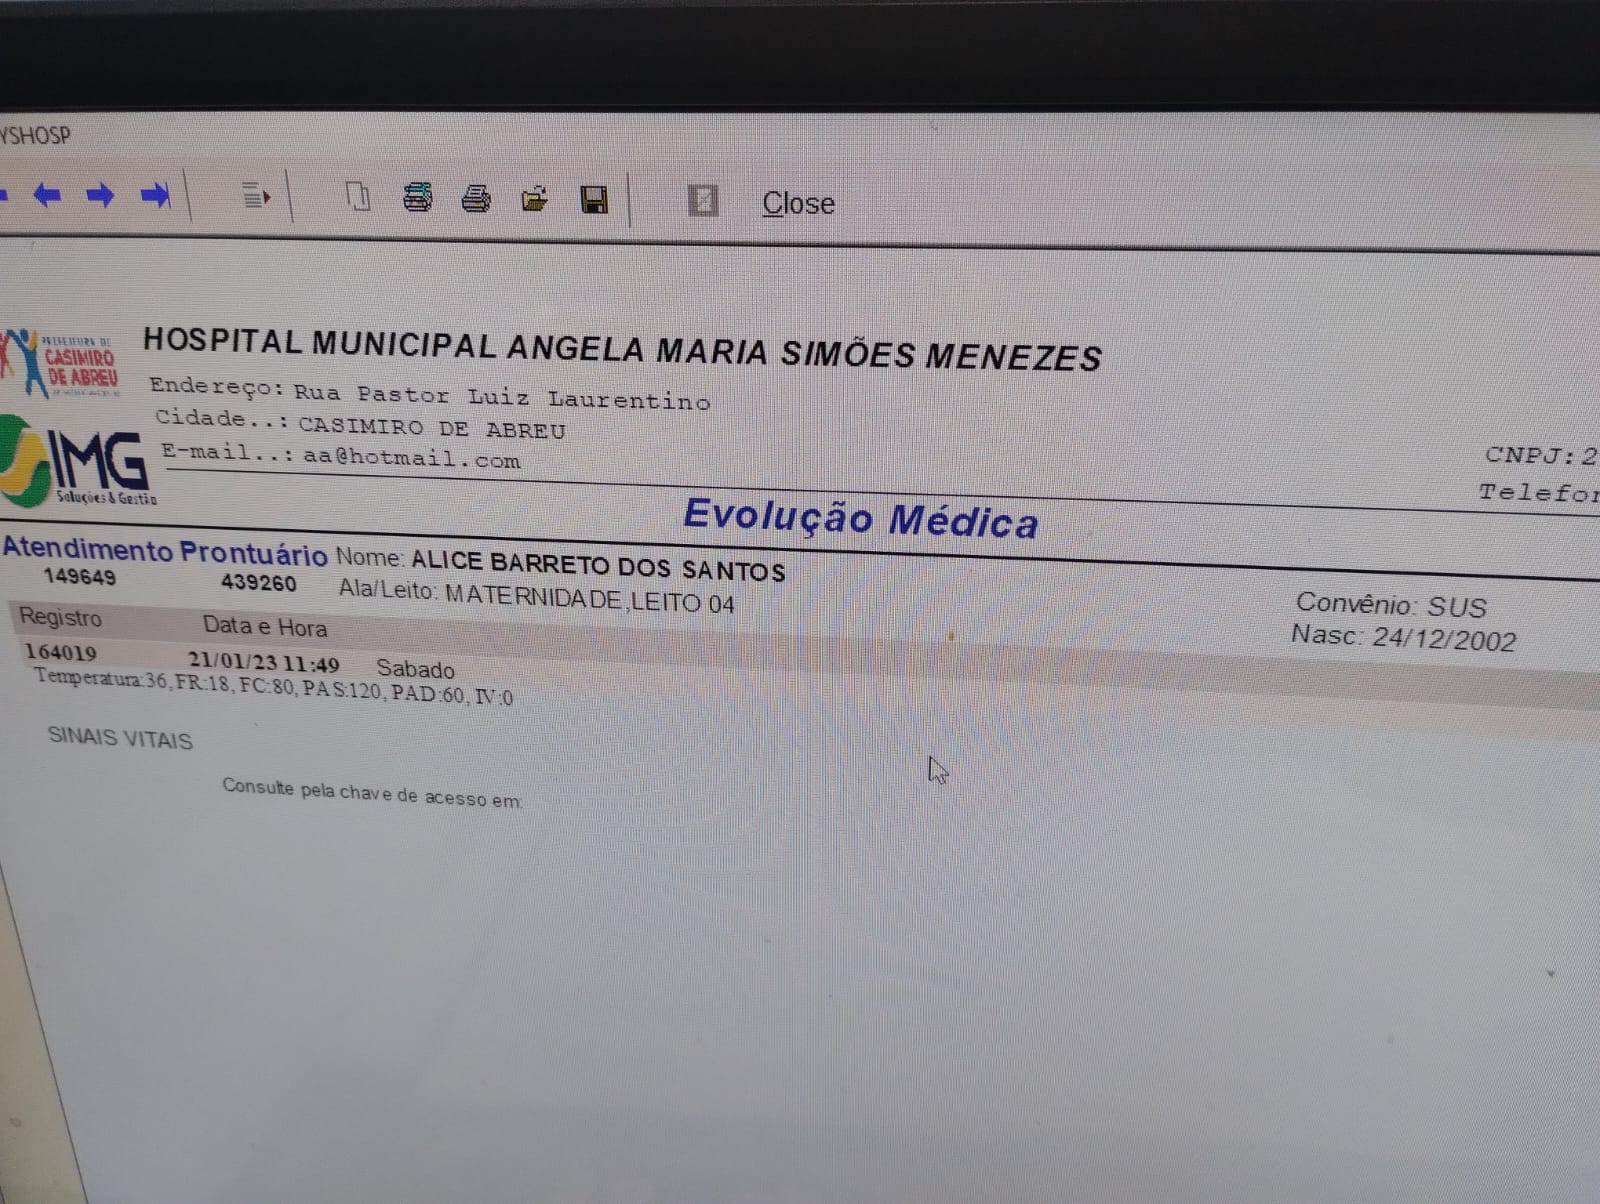 YSHOSP
Close
PREFEITURA DE
CASIMIRO
DE ABREU
HOSPITAL MUNICIPAL ANGELA MARIA SIMÕES MENEZES
Endereço: Rua Pastor Luiz Laurentino
Cidade..: CASIMIRO DE ABREU
E-mail..: aa@hotmail.com
CNPJ: 2
Telefon
IMG
Soluções & Gestão
Evolução Médica
Atendimento Prontuário Nome: ALICE BARRETO DOS SANTOS
149649 439260 Ala/Leito: MATERNIDADE,LEITO 04
Convênio: SUS
Nasc: 24/12/2002
Registro Data e Hora
164019 21/01/23 11:49 Sabado
Temperatura:36, FR:18, FC:80, PAS:120, PAD:60, IV:0
SINAIS VITAIS
Consulte pela chave de acesso em: